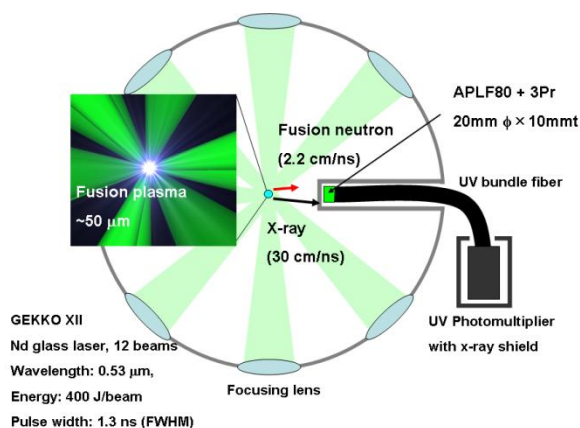 APLF80 + 3Pr
20mm ϕ × 10mmt
Fusion neutron
(2.2 cm/ns)
UV bundle fiber
Fusion plasma
~50 μm
X-ray
(30 cm/ns)
GEKKO XII
Nd glass laser, 12 beams
Wavelength: 0.53 μm,
Energy: 400 J/beam
Pulse width: 1.3 ns (FWHM)
Focusing lens
UV Photomultiplier
with x-ray shield